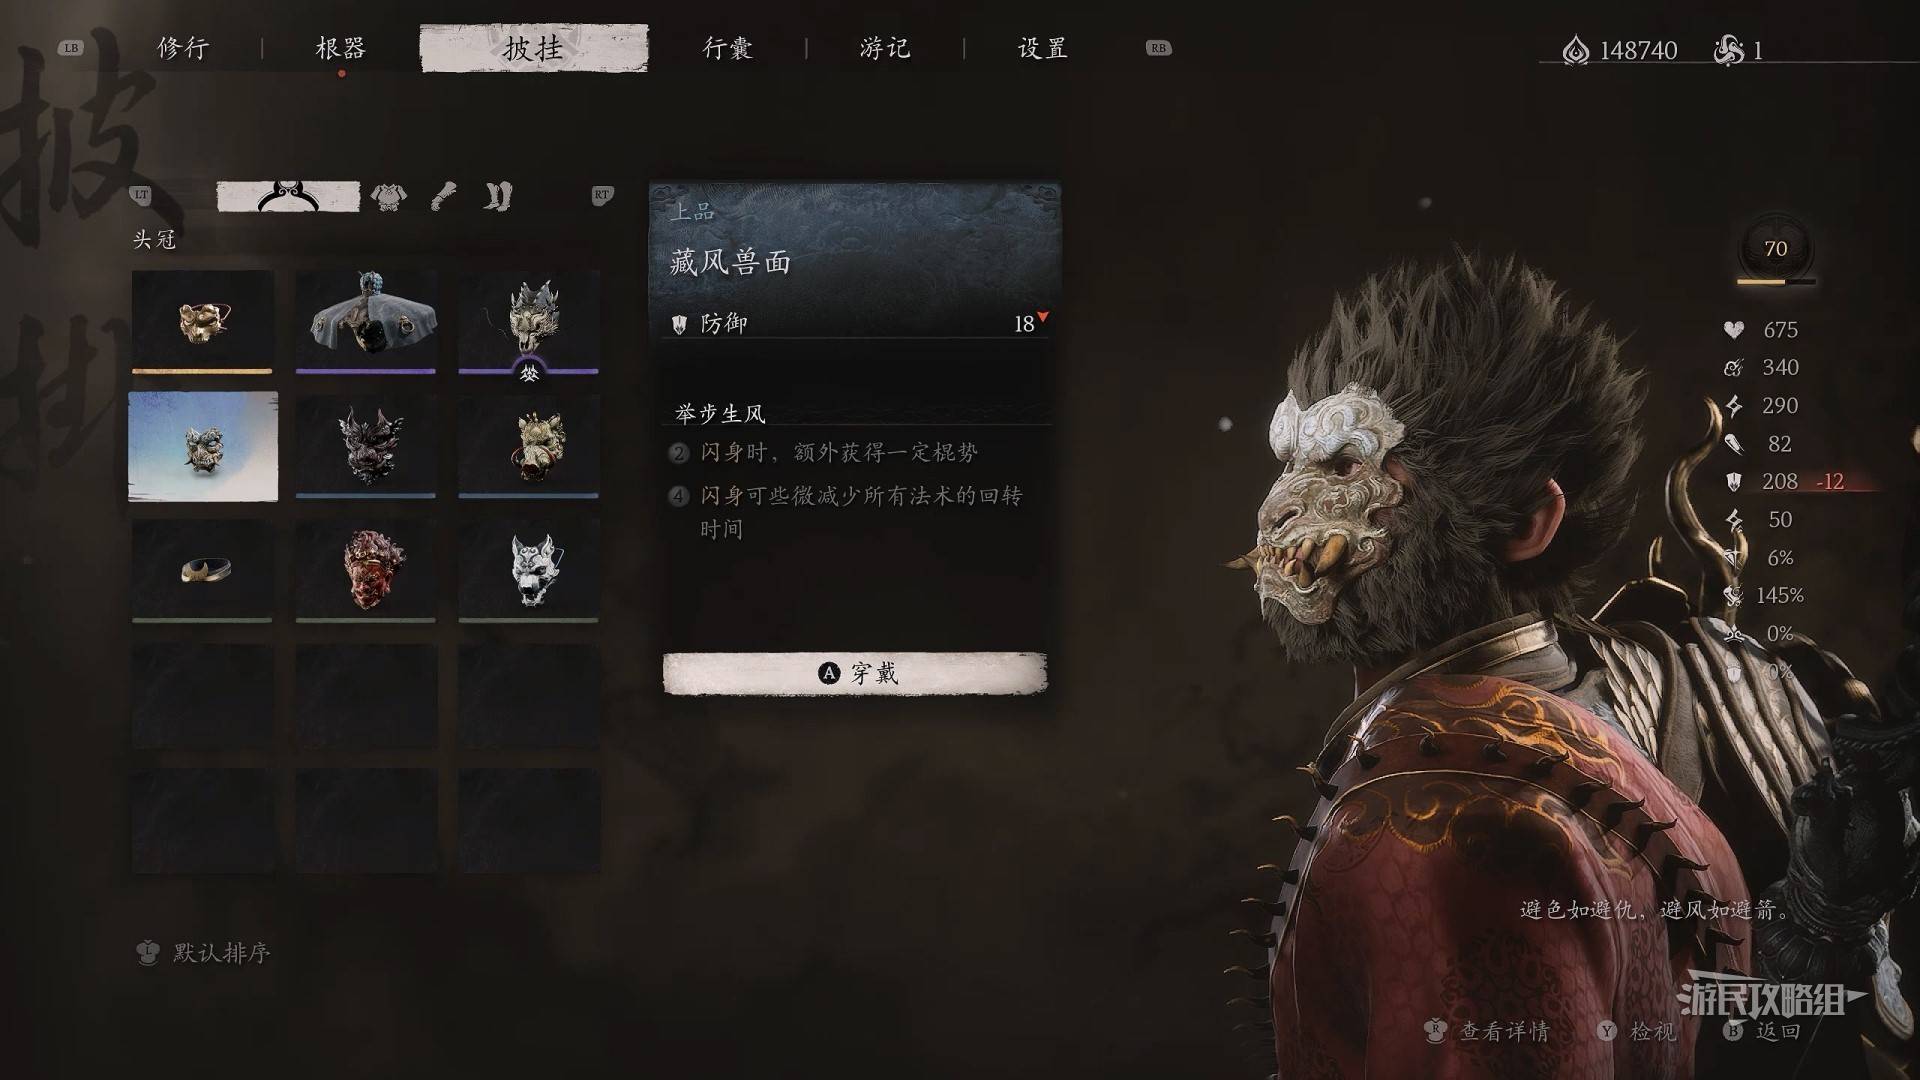 LB 修行 根器 披挂 行囊 游记 设置 RB
148740 1
披挂
LT RT
头冠
上品
藏风兽面
防御 18
举步生风
2 闪身时，额外获得一定棍势
4 闪身可些微减少所有法术的回转
时间
A 穿戴
70
675
340
290
82
208 -12
50
6%
145%
0%
0%
避色如避仇，避风如避箭。
L 默认排序
游民攻略组
R 查看详情 Y 检视 B 返回